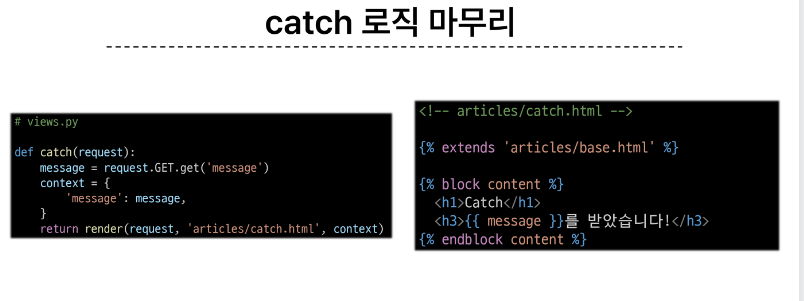 catch 로직 마무리
# views.py
def catch(request):
    message = request.GET.get('message')
    context = {
        'message': message,
    }
    return render(request, 'articles/catch.html', context)
<!-- articles/catch.html -->
{% extends 'articles/base.html' %}
{% block content %}
  <h1>Catch</h1>
  <h3>{{ message }}를 받았습니다!</h3>
{% endblock content %}